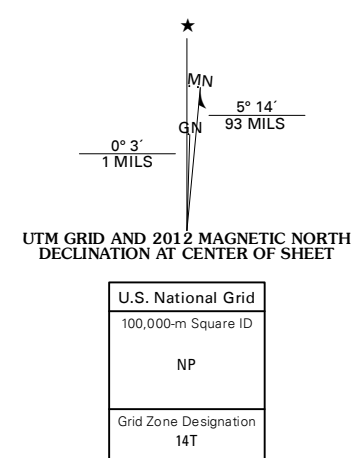 MN
5° 14´
93 MILS
GN
0° 3´
1 MILS
UTM GRID AND 2012 MAGNETIC NORTH
DECLINATION AT CENTER OF SHEET
U.S. National Grid
100,000-m Square ID
NP
Grid Zone Designation
14T